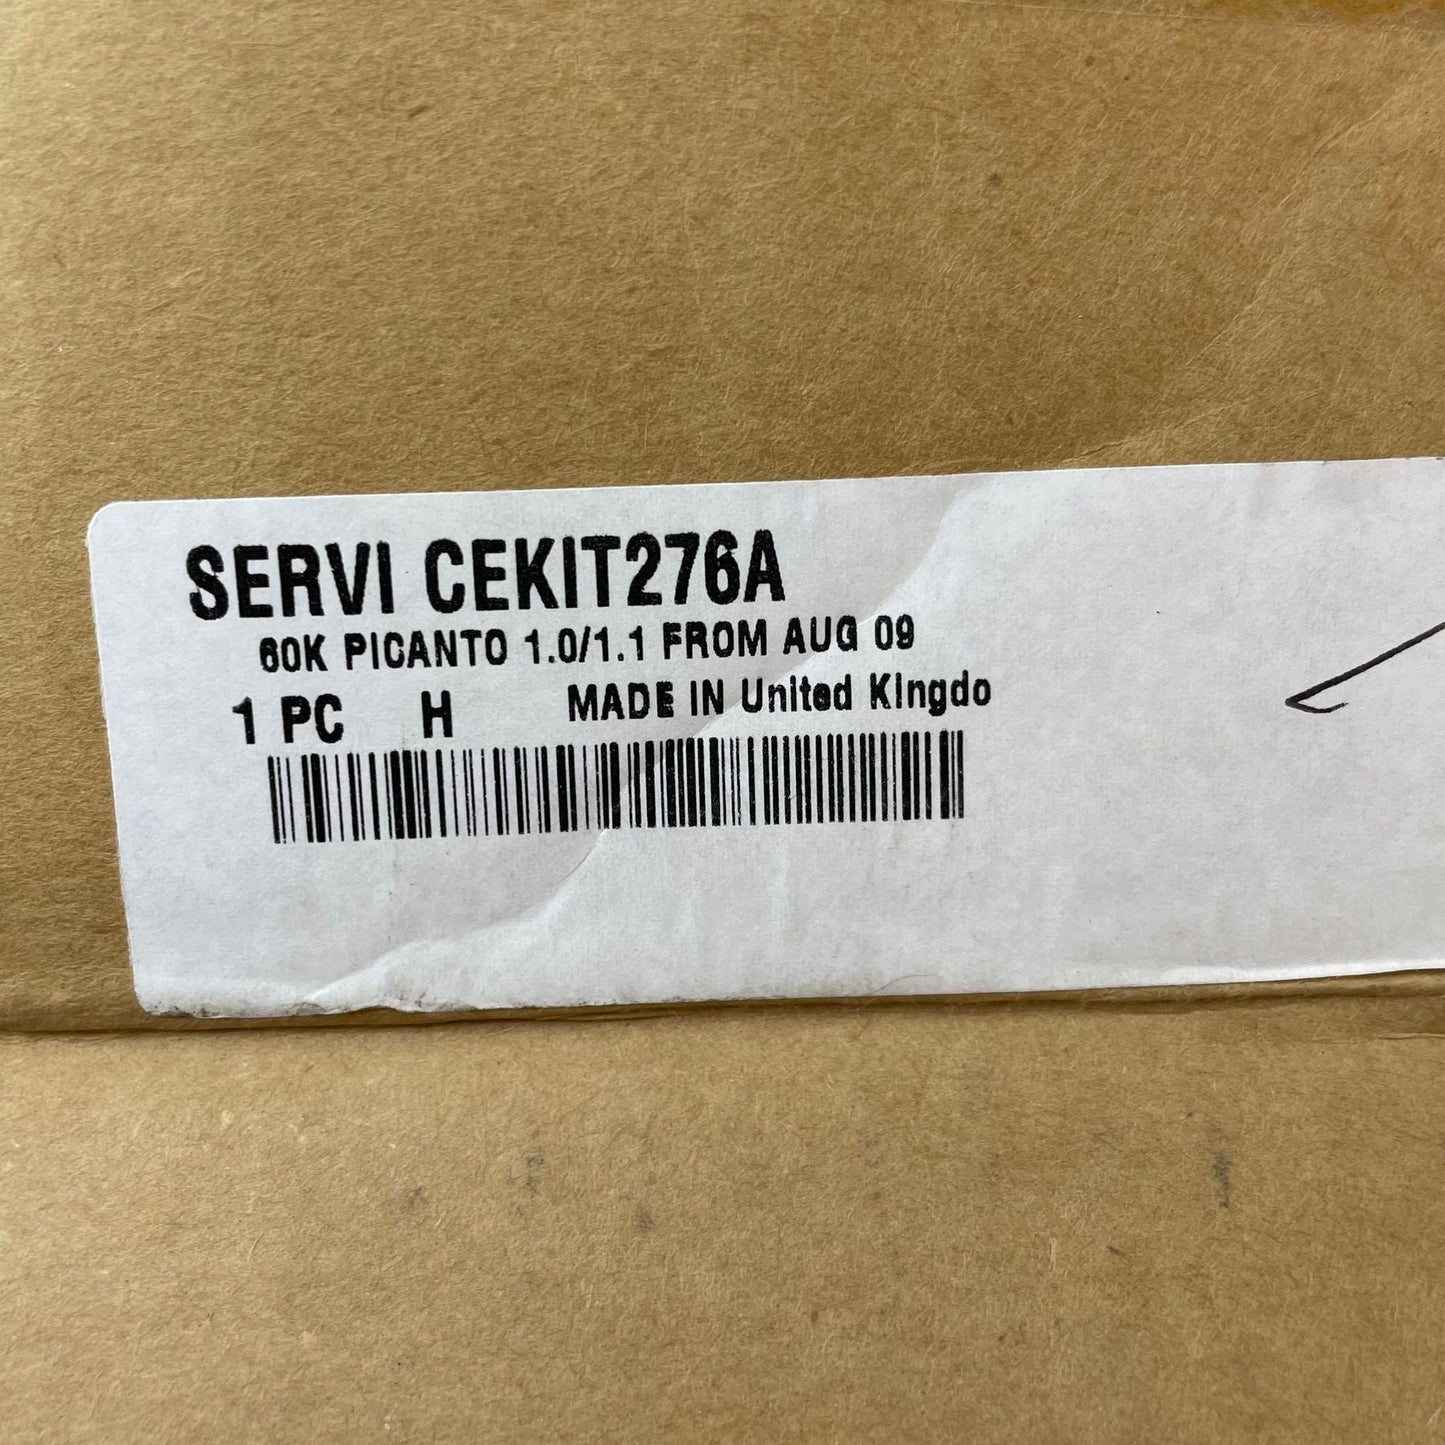 SERVI CEKIT276A
60K PICANTO 1.0/1.1 FROM AUG 09
1 PC H MADE IN United Kingdo